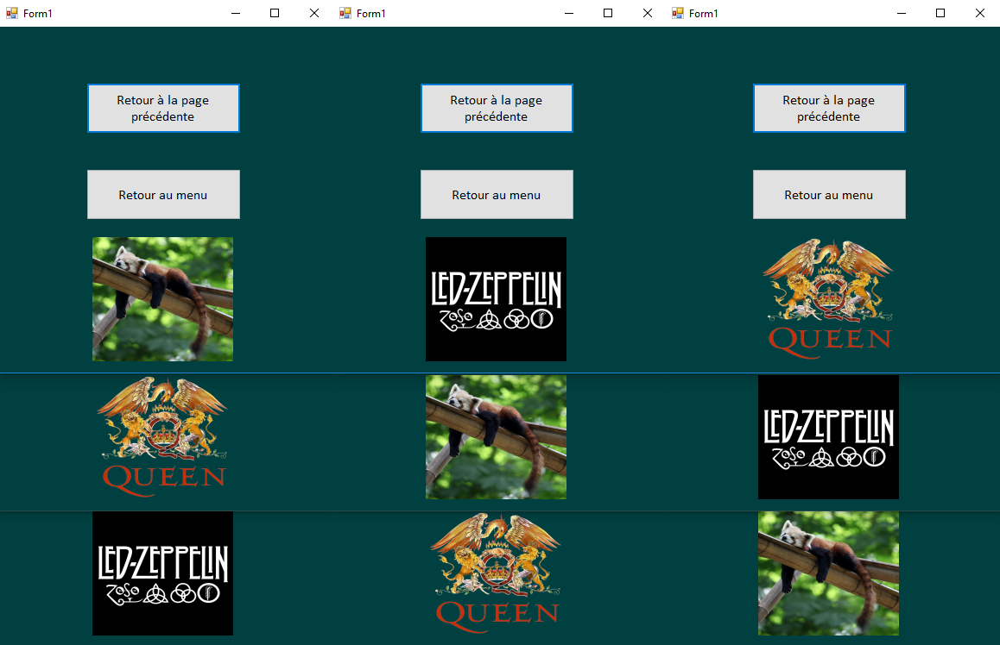 Form1
Form1
Form1
Retour à la page
précédente
Retour à la page
précédente
Retour à la page
précédente
Retour au menu
Retour au menu
Retour au menu
LED-ZEPPELIN
QUEEN
QUEEN
LED-ZEPPELIN
LED-ZEPPELIN
QUEEN